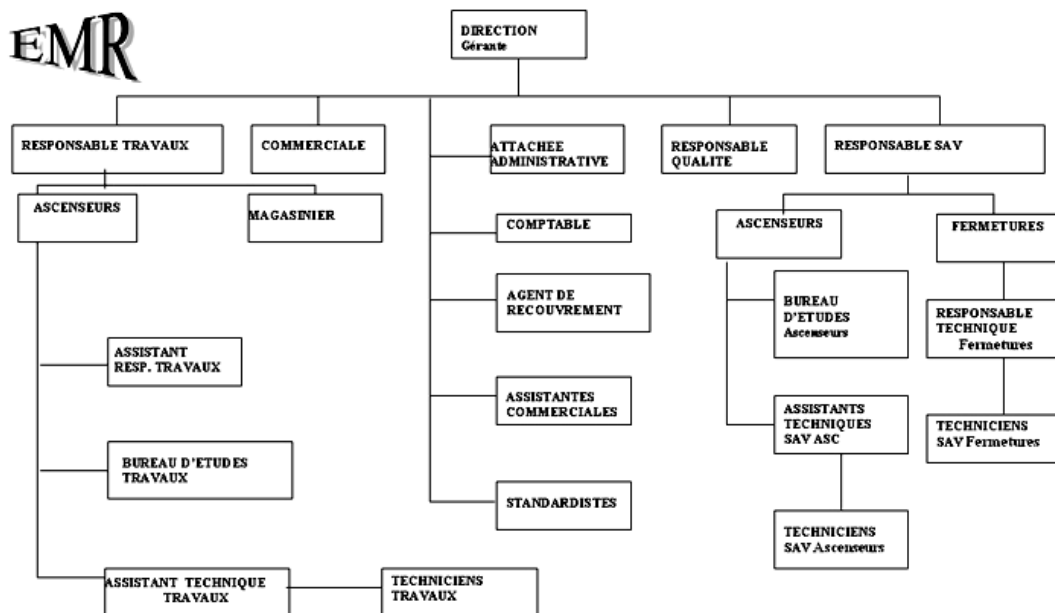 EMR
DIRECTION
Gérante
RESPONSABLE TRAVAUX
COMMERCIALE
ATTACHEE
ADMINISTRATIVE
RESPONSABLE
QUALITE
RESPONSABLE SAV
ASCENSEURS
MAGASINIER
COMPTABLE
ASCENSEURS
FERMETURES
AGENT DE
RECOUVREMENT
BUREAU
D'ETUDES
Ascenseurs
RESPONSABLE
TECHNIQUE
Fermetures
ASSISTANT
RESP. TRAVAUX
ASSISTANTES
COMMERCIALES
ASSISTANTS
TECHNIQUES
SAV ASC
TECHNICIENS
SAV Fermetures
BUREAU D'ETUDES
TRAVAUX
STANDARDISTES
TECHNICIENS
SAV Ascenseurs
ASSISTANT TECHNIQUE
TRAVAUX
TECHNICIENS
TRAVAUX